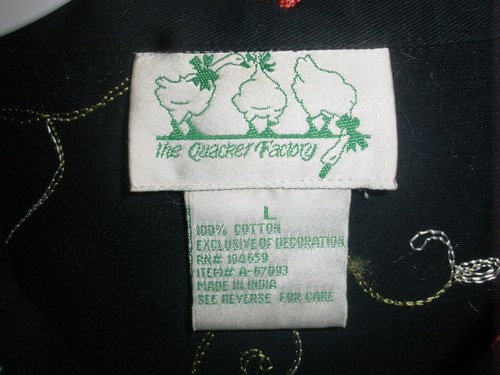 the Quacker Factory
L
100% COTTON
EXCLUSIVE OF DECORATION
RN# 104659
ITEM# A-67093
MADE IN INDIA
SEE REVERSE FOR CARE